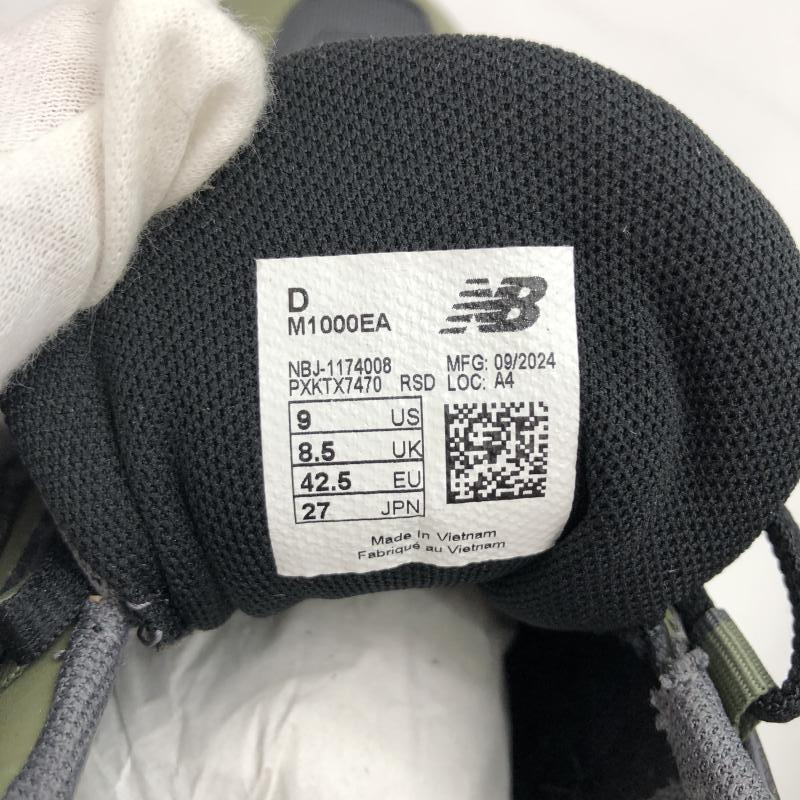 D
M1000EA
NB
NBJ-1174008 MFG: 09/2024
PXKTX7470 RSD LOC: A4
9 US
8.5 UK
42.5 EU
27 JPN
Made In Vietnam
Fabriqué au Vietnam